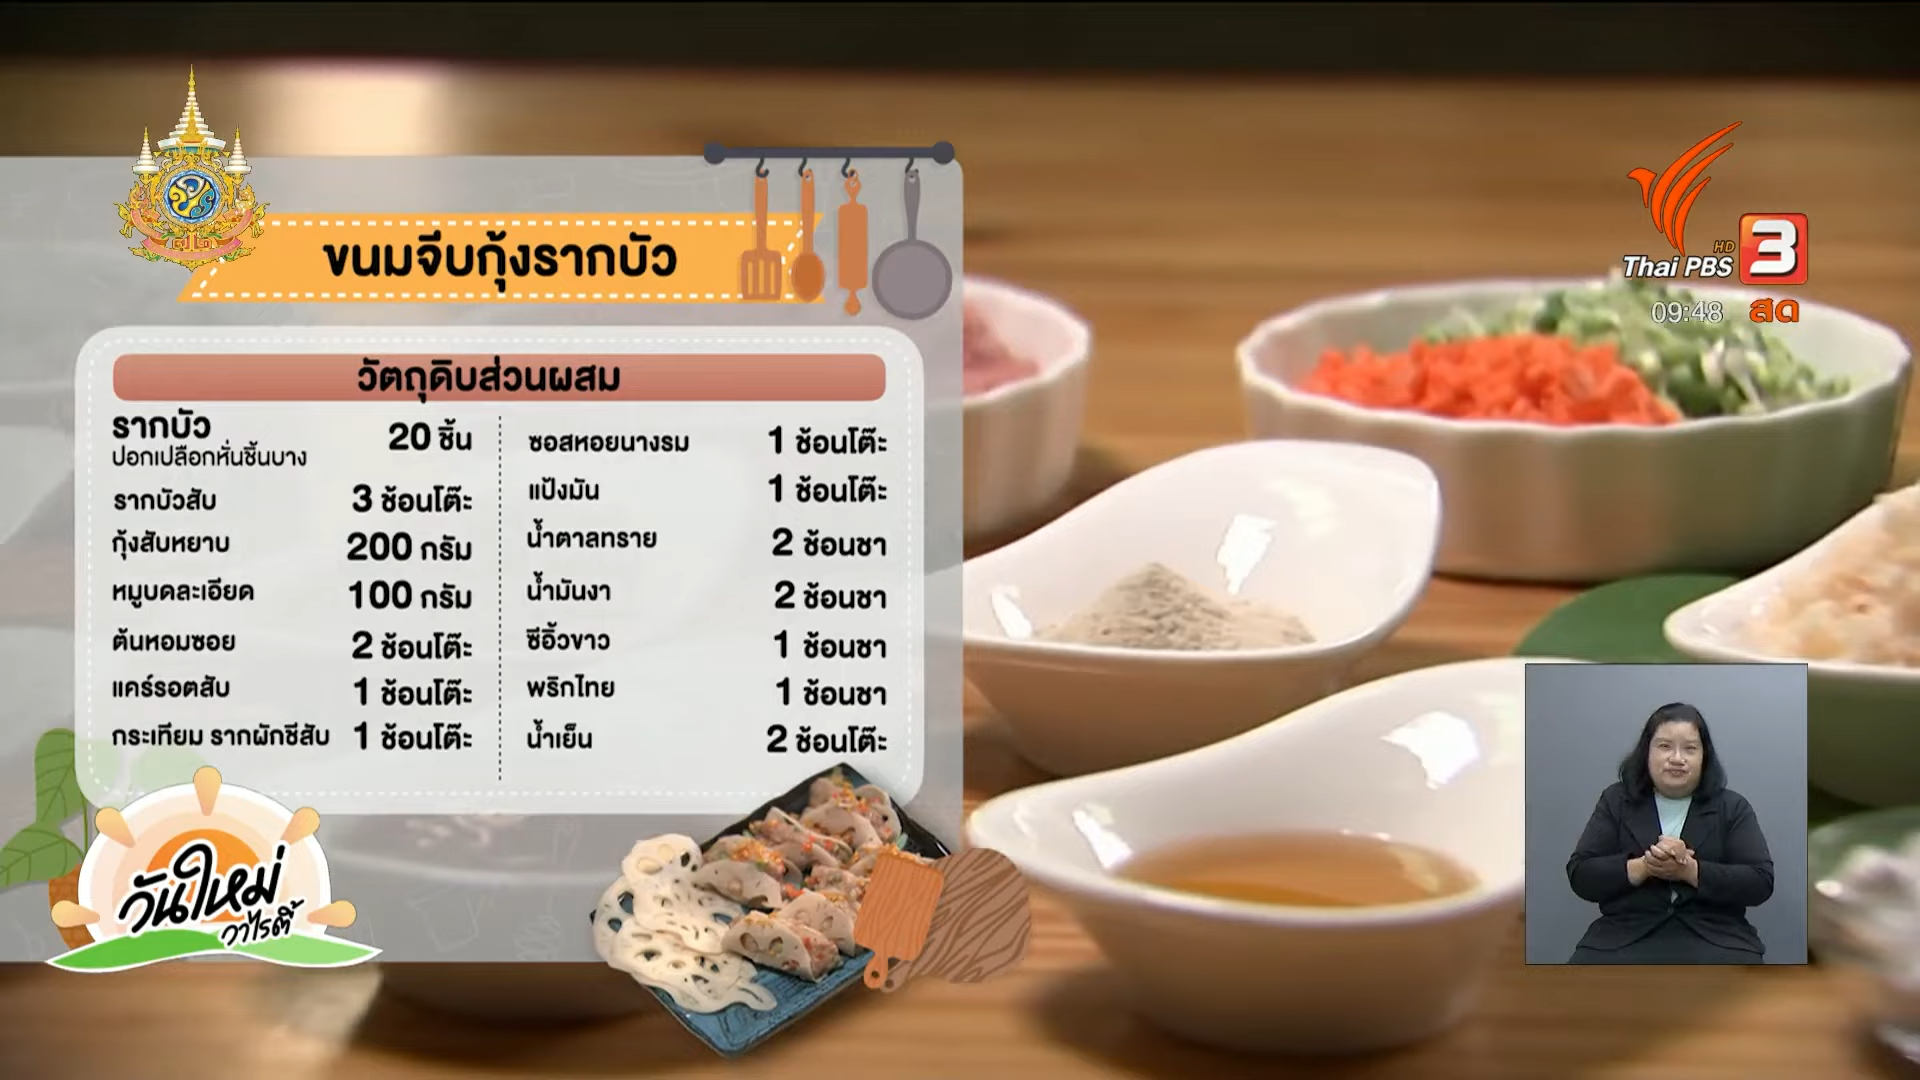 ขนมจีบกุ้งรากบัว
วัตถุดิบส่วนผสม
รากบัว 20 ชิ้น
ปอกเปลือกหั่นชิ้นบาง
รากบัวสับ 3 ช้อนโต๊ะ
กุ้งสับหยาบ 200 กรัม
หมูบดละเอียด 100 กรัม
ต้นหอมซอย 2 ช้อนโต๊ะ
แคร์รอตสับ 1 ช้อนโต๊ะ
กระเทียม รากผักชีสับ 1 ช้อนโต๊ะ
ซอสหอยนางรม 1 ช้อนโต๊ะ
แป้งมัน 1 ช้อนโต๊ะ
น้ำตาลทราย 2 ช้อนชา
น้ำมันงา 2 ช้อนชา
ซีอิ๊วขาว 1 ช้อนชา
พริกไทย 1 ช้อนชา
น้ำเย็น 2 ช้อนโต๊ะ
วันใหม่
วาไรตี้
HD
Thai PBS 3
09:48 สด
๗๒